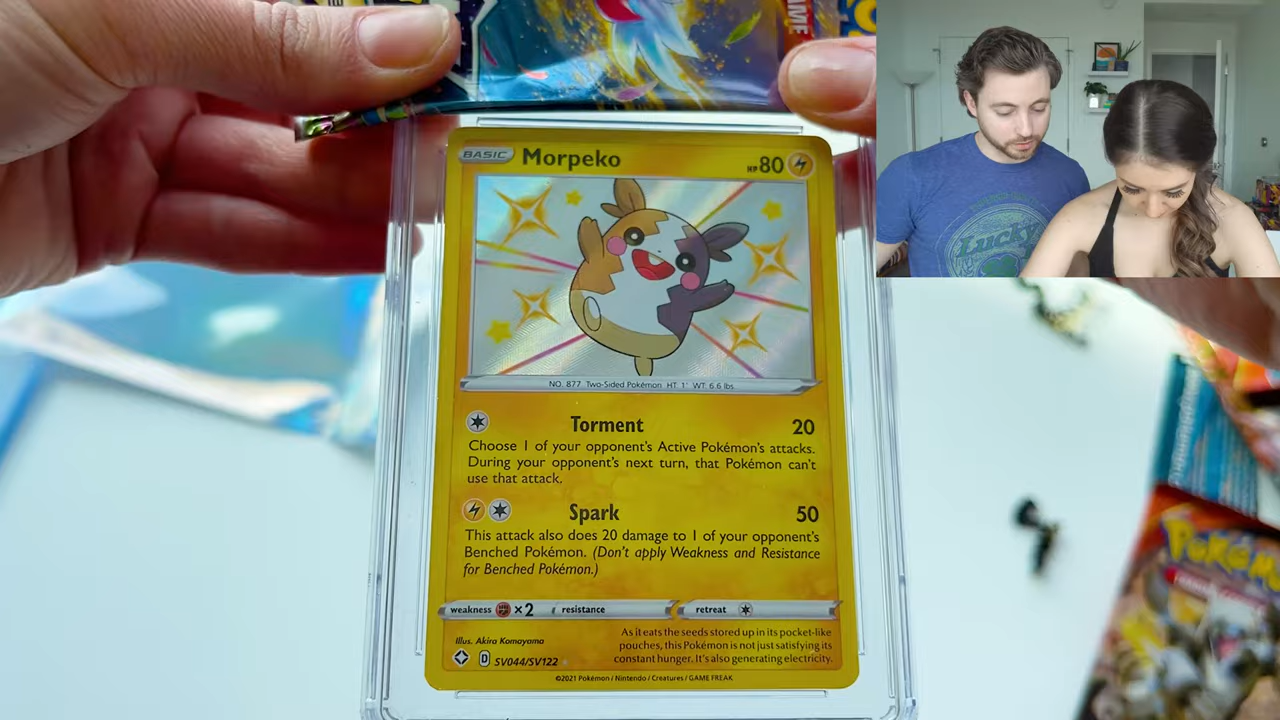 GAME
BASIC Morpeko HP 80
NO. 877 Two-Sided Pokémon HT: 1' WT: 6.6 lbs.
Torment 20
Choose 1 of your opponent's Active Pokémon's attacks.
During your opponent's next turn, that Pokémon can't
use that attack.
Spark 50
This attack also does 20 damage to 1 of your opponent's
Benched Pokémon. (Don't apply Weakness and Resistance
for Benched Pokémon.)
weakness ×2 resistance retreat
Illus. Akira Komayama
D SV044/SV122
As it eats the seeds stored up in its pocket-like
pouches, this Pokémon is not just satisfying its
constant hunger. It's also generating electricity.
©2021 Pokémon / Nintendo / Creatures / GAME FREAK
Lucky
POKéM